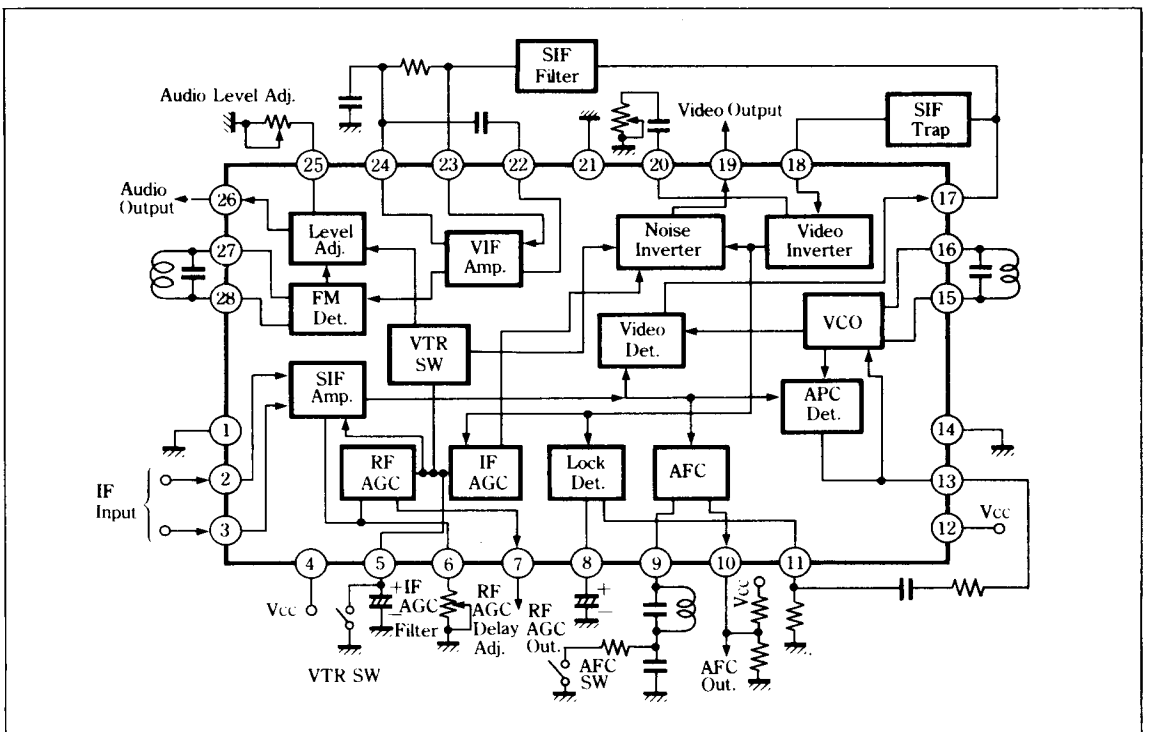 SIF
Filter
Audio Level Adj.
Video Output
SIF
Trap
25
24
23
22
21
20
19
18
Audio
Output
26
17
Level
Adj.
VIF
Amp.
Noise
Inverter
Video
Inverter
27
16
28
15
FM
Det.
VTR
SW
Video
Det.
VCO
SIF
Amp.
APC
Det.
1
14
RF
AGC
IF
AGC
Lock
Det.
AFC
2
13
IF
Input
3
12
Vcc
4
5
6
7
8
9
10
11
Vcc
+IF
− AGC
Filter
VTR SW
RF
AGC
Delay
Adj.
RF
AGC
Out.
+
−
AFC
SW
Vcc
AFC
Out.